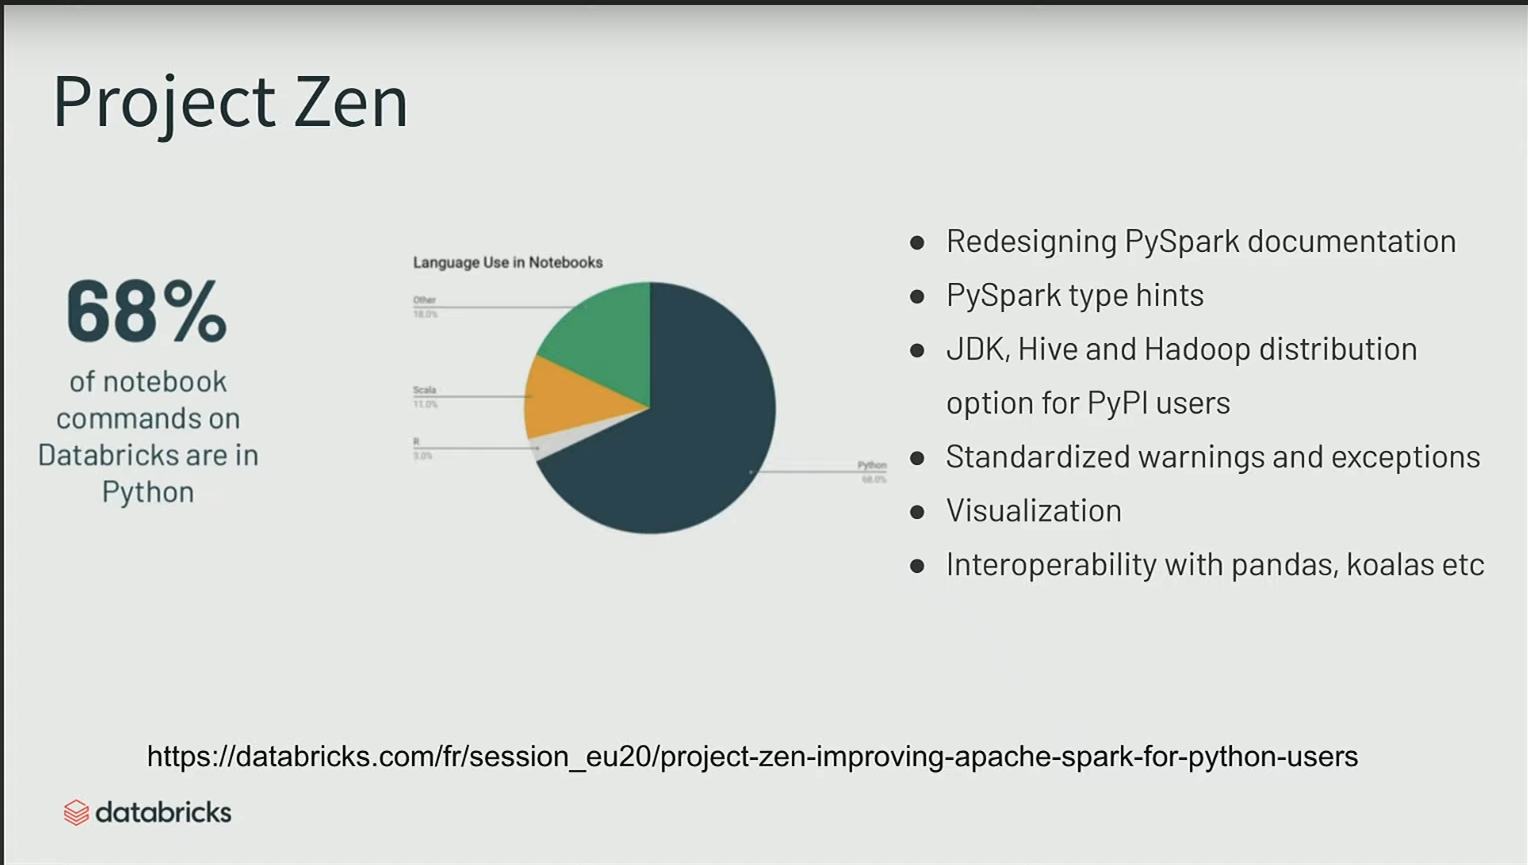 Project Zen
68%
of notebook
commands on
Databricks are in
Python
Language Use in Notebooks
Other
18.0%
Scala
11.0%
R
3.0%
Python
68.0%
● Redesigning PySpark documentation
● PySpark type hints
● JDK, Hive and Hadoop distribution
option for PyPI users
● Standardized warnings and exceptions
● Visualization
● Interoperability with pandas, koalas etc
https://databricks.com/fr/session_eu20/project-zen-improving-apache-spark-for-python-users
databricks